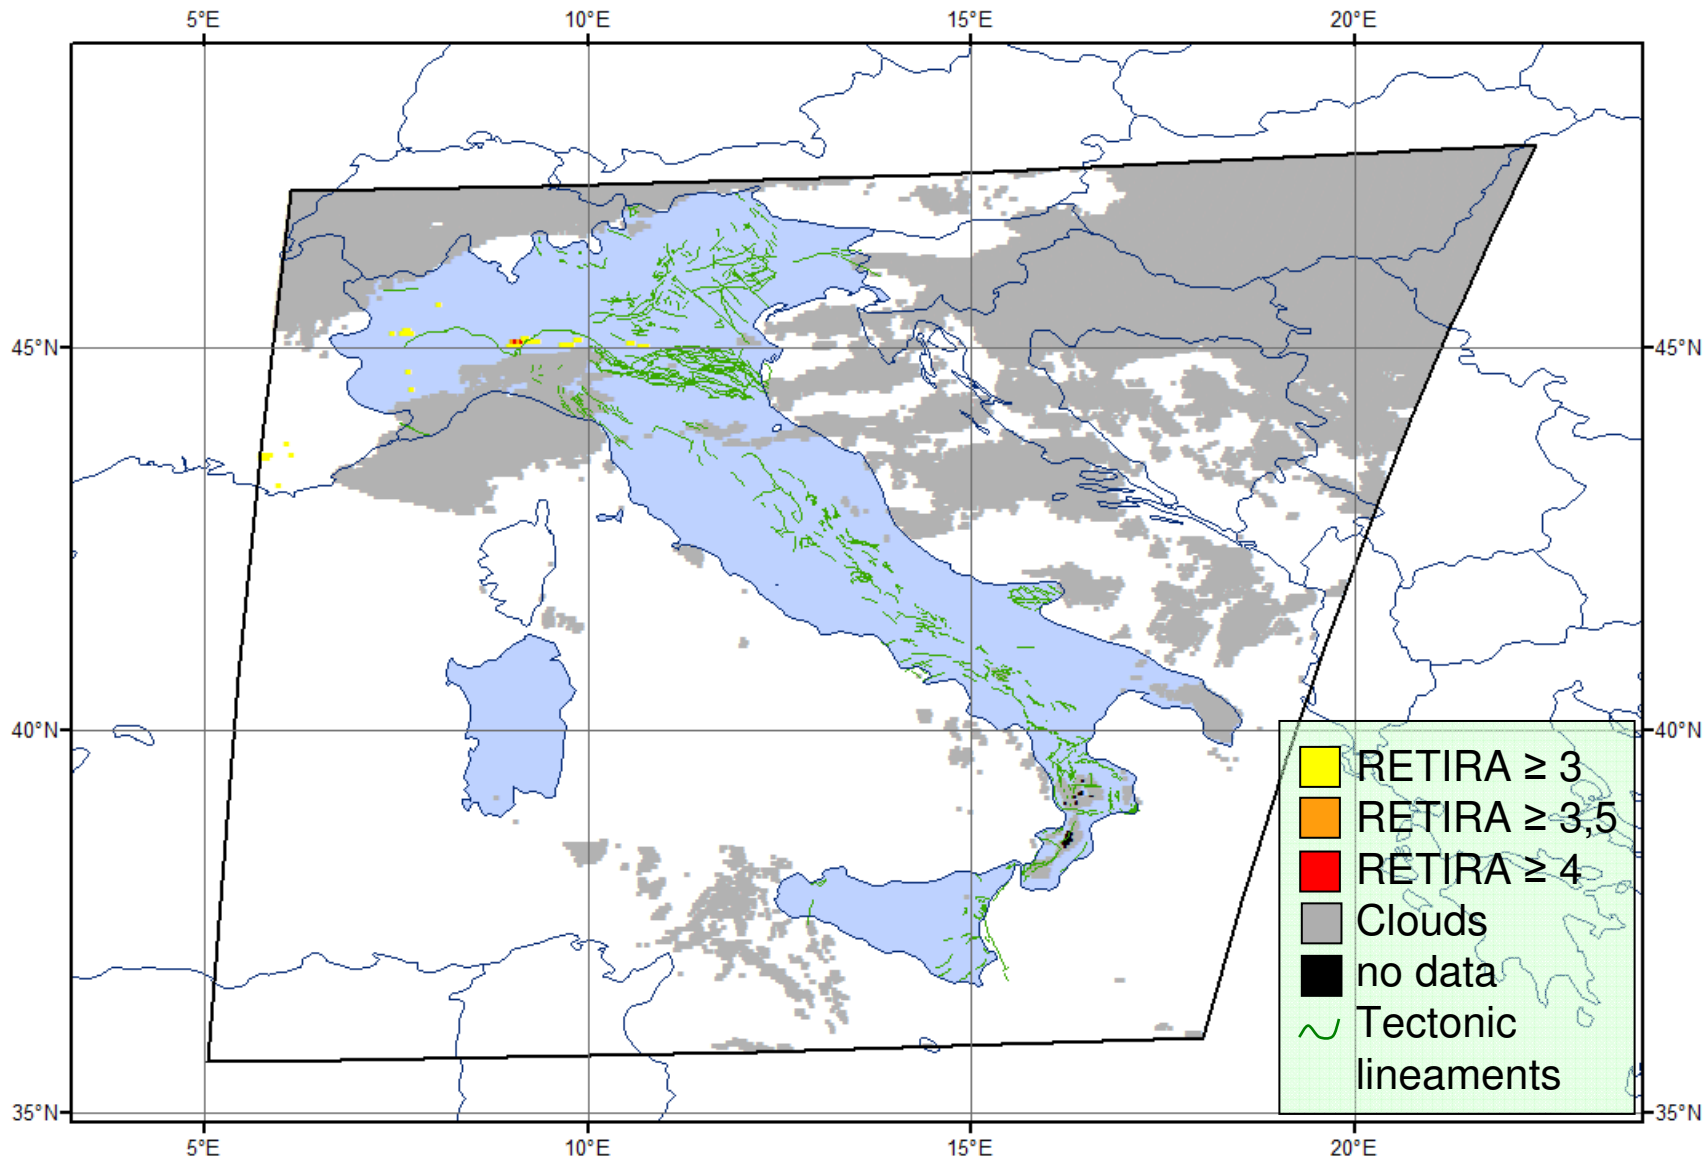 5°E 10°E 15°E 20°E
45°N 45°N
40°N 40°N
RETIRA ≥ 3
RETIRA ≥ 3,5
RETIRA ≥ 4
Clouds
no data
Tectonic
lineaments
35°N 35°N
5°E 10°E 15°E 20°E